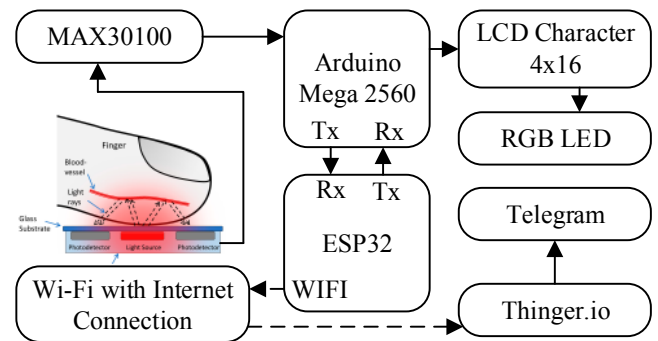 MAX30100
Arduino
Mega 2560
Tx Rx
LCD Character
4x16
RGB LED
Finger
Blood-
vessel
Light
rays
Glass
Substrate
Photodetector Light Source Photodetector
Rx Tx
ESP32
WIFI
Telegram
Wi-Fi with Internet
Connection
Thinger.io